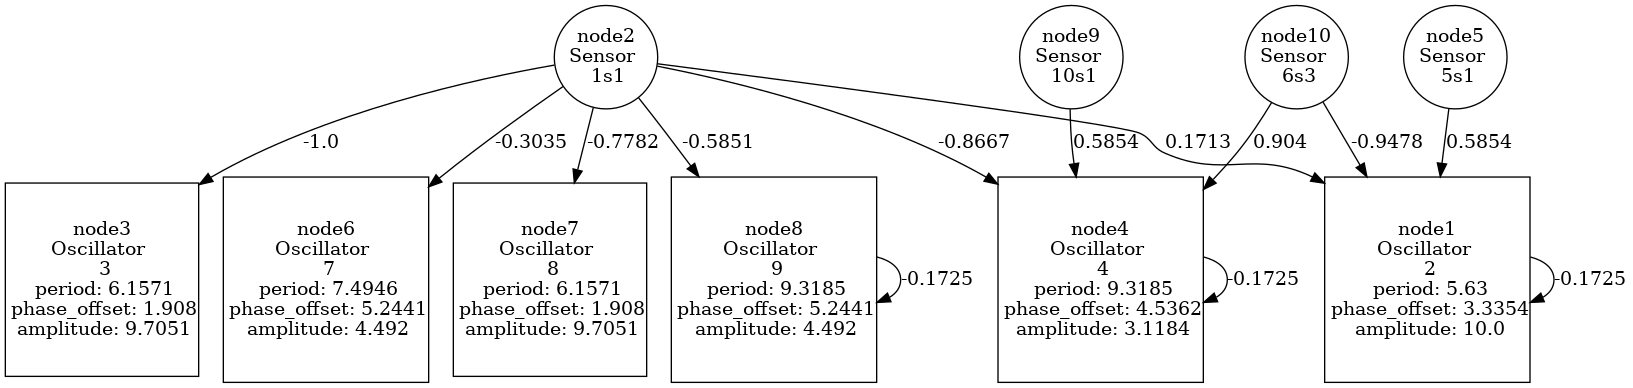 node2
Sensor
1s1
node9
Sensor
10s1
node10
Sensor
6s3
node5
Sensor
5s1
-1.0
-0.3035
-0.7782
-0.5851
-0.8667
0.5854
0.1713
0.904
-0.9478
0.5854
node3
Oscillator
3
period: 6.1571
phase_offset: 1.908
amplitude: 9.7051
node6
Oscillator
7
period: 7.4946
phase_offset: 5.2441
amplitude: 4.492
node7
Oscillator
8
period: 6.1571
phase_offset: 1.908
amplitude: 9.7051
node8
Oscillator
9
period: 9.3185
phase_offset: 5.2441
amplitude: 4.492
-0.1725
node4
Oscillator
4
period: 9.3185
phase_offset: 4.5362
amplitude: 3.1184
-0.1725
node1
Oscillator
2
period: 5.63
phase_offset: 3.3354
amplitude: 10.0
-0.1725